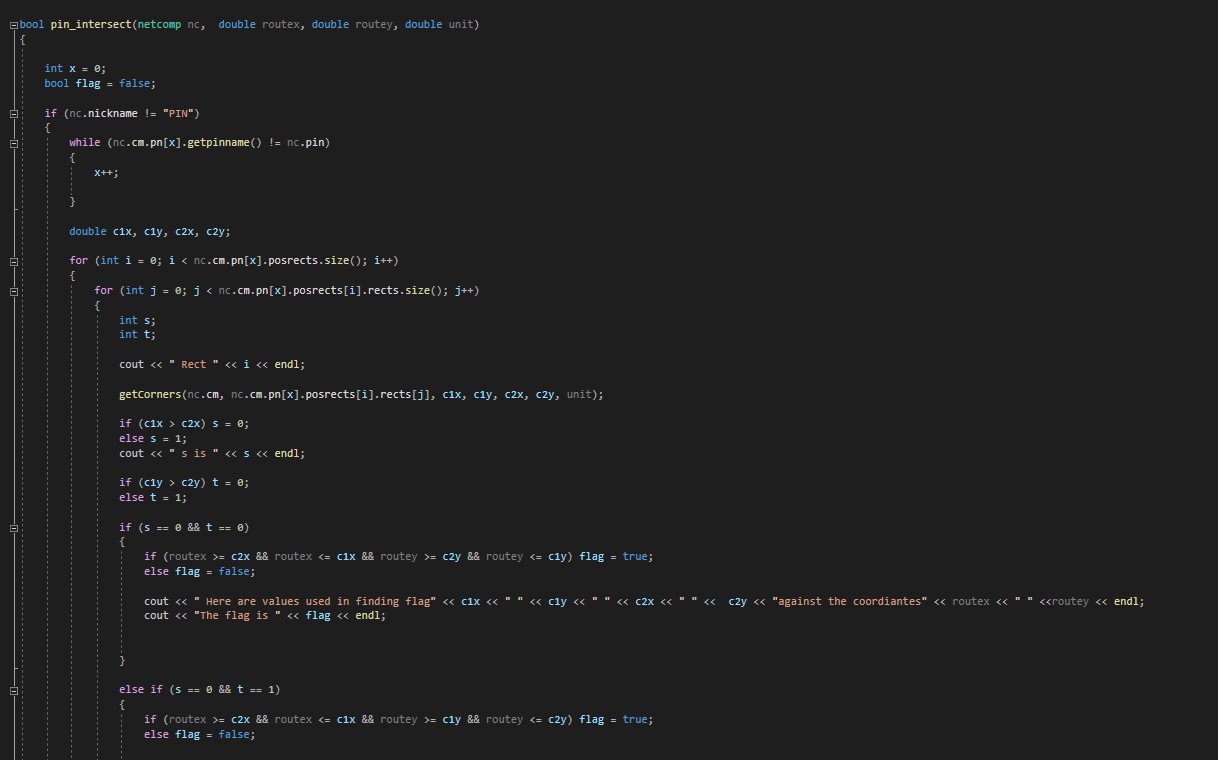 bool pin_intersect(netcomp nc,  double routex, double routey, double unit)
{
int x = 0;
bool flag = false;
if (nc.nickname != "PIN")
{
while (nc.cm.pn[x].getpinname() != nc.pin)
{
x++;
}
double c1x, c1y, c2x, c2y;
for (int i = 0; i < nc.cm.pn[x].posrects.size(); i++)
{
for (int j = 0; j < nc.cm.pn[x].posrects[i].rects.size(); j++)
{
int s;
int t;
cout << " Rect " << i << endl;
getCorners(nc.cm, nc.cm.pn[x].posrects[i].rects[j], c1x, c1y, c2x, c2y, unit);
if (c1x > c2x) s = 0;
else s = 1;
cout << " s is " << s << endl;
if (c1y > c2y) t = 0;
else t = 1;
if (s == 0 && t == 0)
{
if (routex >= c2x && routex <= c1x && routey >= c2y && routey <= c1y) flag = true;
else flag = false;
cout << " Here are values used in finding flag" << c1x << " " << c1y << " " << c2x << " " <<  c2y << "against the coordiantes" << routex << " " <<routey << endl;
cout << "The flag is " << flag << endl;
}
else if (s == 0 && t == 1)
{
if (routex >= c2x && routex <= c1x && routey >= c1y && routey <= c2y) flag = true;
else flag = false;